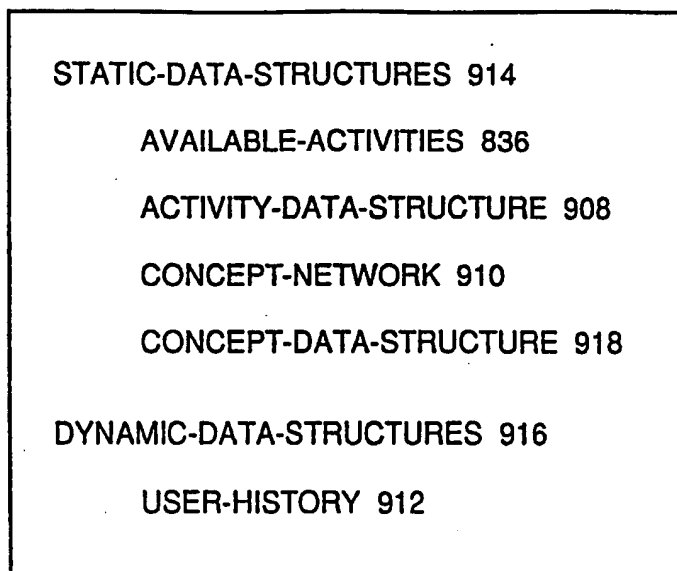 STATIC-DATA-STRUCTURES 914
AVAILABLE-ACTIVITIES 836
ACTIVITY-DATA-STRUCTURE 908
CONCEPT-NETWORK 910
CONCEPT-DATA-STRUCTURE 918
DYNAMIC-DATA-STRUCTURES 916
USER-HISTORY 912